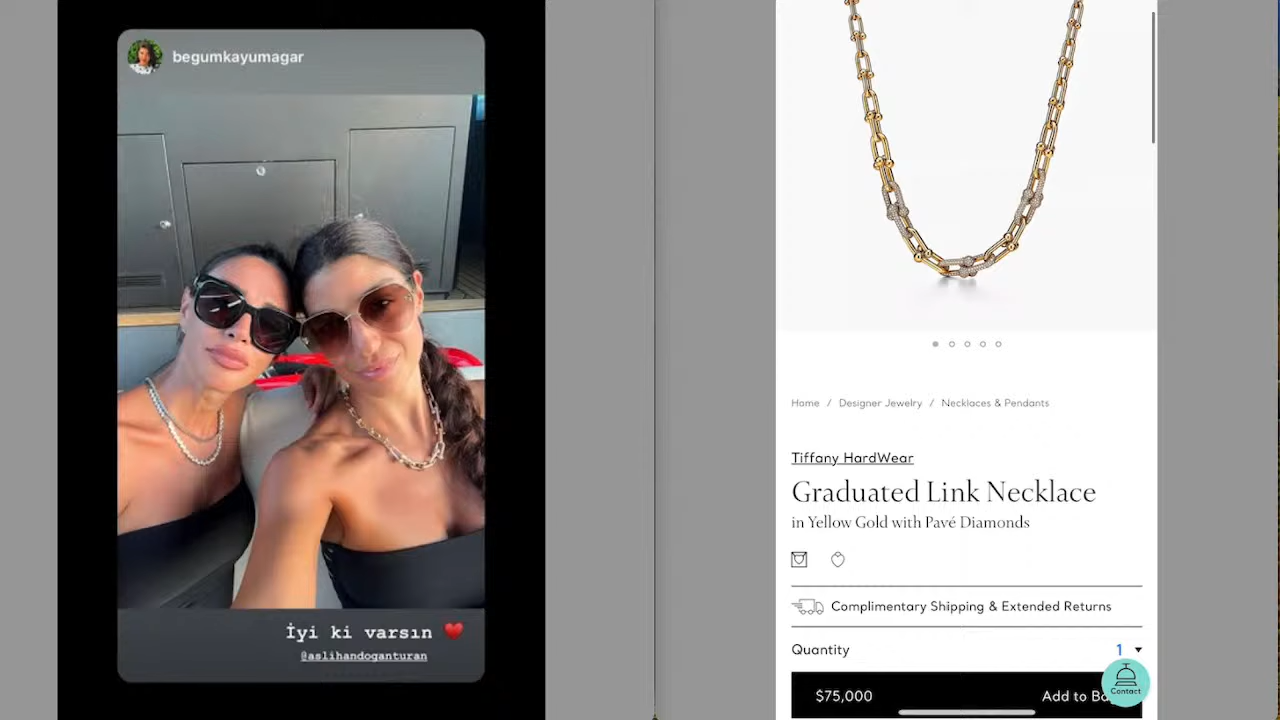 begumkayumagar
İyi ki varsın ❤️
@aslihandoganturan
Home / Designer Jewelry / Necklaces & Pendants
Tiffany HardWear
Graduated Link Necklace
in Yellow Gold with Pavé Diamonds
Complimentary Shipping & Extended Returns
Quantity 1
$75,000 Add to
Contact